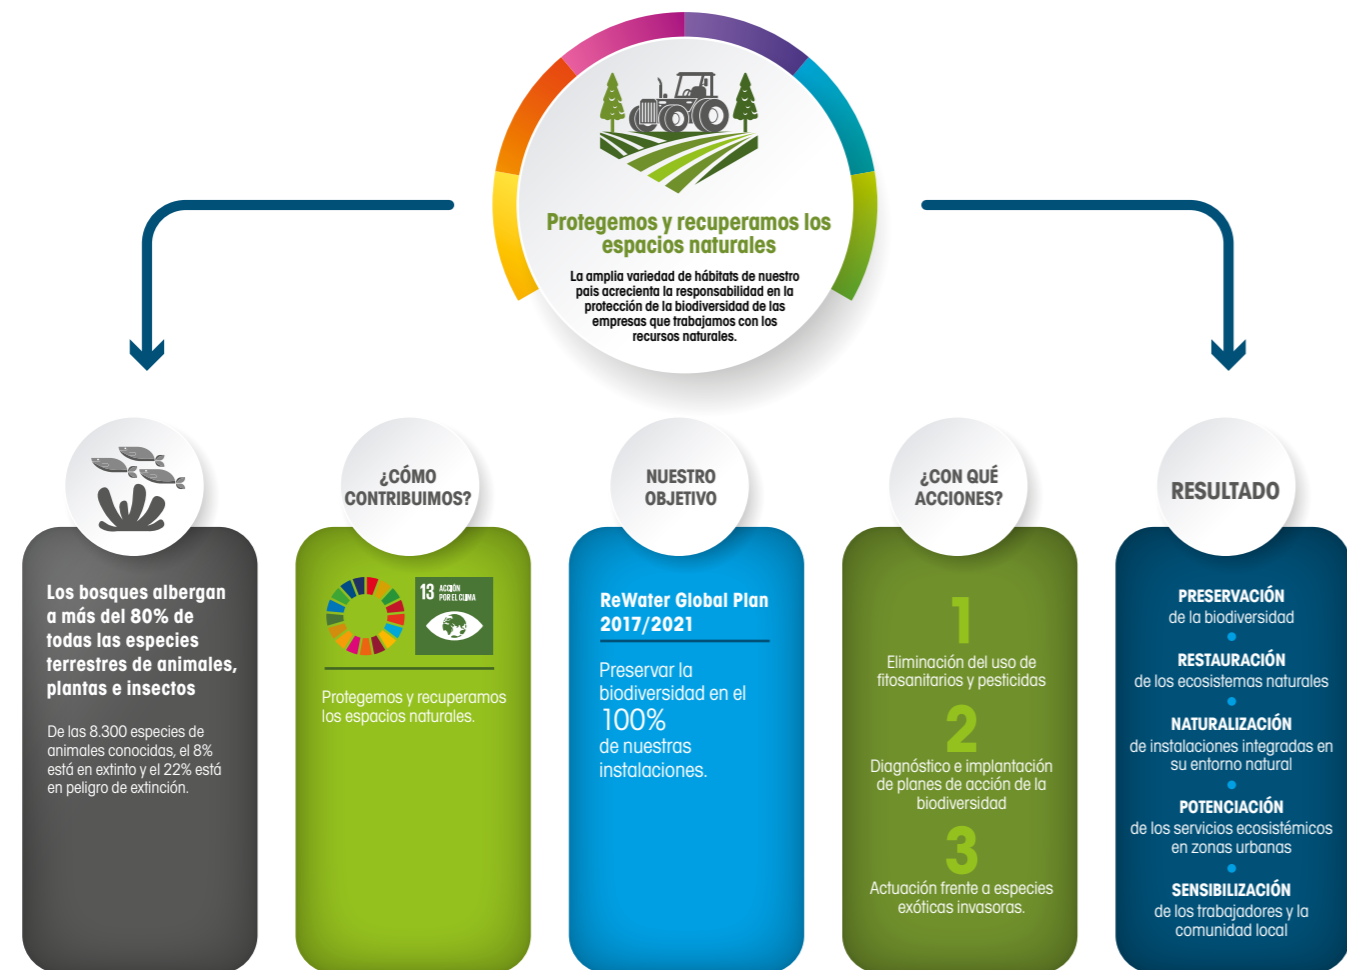 Protegemos y recuperamos los
espacios naturales
La amplia variedad de hábitats de nuestro
pais acrecienta la responsabilidad en la
protección de la biodiversidad de las
empresas que trabajamos con los
recursos naturales.
Los bosques albergan
a más del 80% de
todas las especies
terrestres de animales,
plantas e insectos
De las 8.300 especies de
animales conocidas, el 8%
está en extinto y el 22% está
en peligro de extinción.
¿CÓMO
CONTRIBUIMOS?
13 ACCIÓN
POR EL CLIMA
Protegemos y recuperamos
los espacios naturales.
NUESTRO
OBJETIVO
ReWater Global Plan
2017/2021
Preservar la
biodiversidad en el
100%
de nuestras
instalaciones.
¿CON QUÉ
ACCIONES?
1
Eliminación del uso de
fitosanitarios y pesticidas
2
Diagnóstico e implantación
de planes de acción de la
biodiversidad
3
Actuación frente a especies
exóticas invasoras.
RESULTADO
PRESERVACIÓN
de la biodiversidad
RESTAURACIÓN
de los ecosistemas naturales
NATURALIZACIÓN
de instalaciones integradas en
su entorno natural
POTENCIACIÓN
de los servicios ecosistémicos
en zonas urbanas
SENSIBILIZACIÓN
de los trabajadores y la
comunidad local